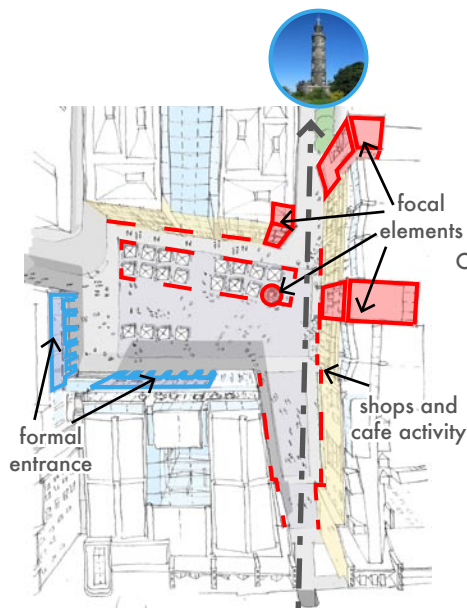 focal
elements
C
shops and
cafe activity
formal
entrance